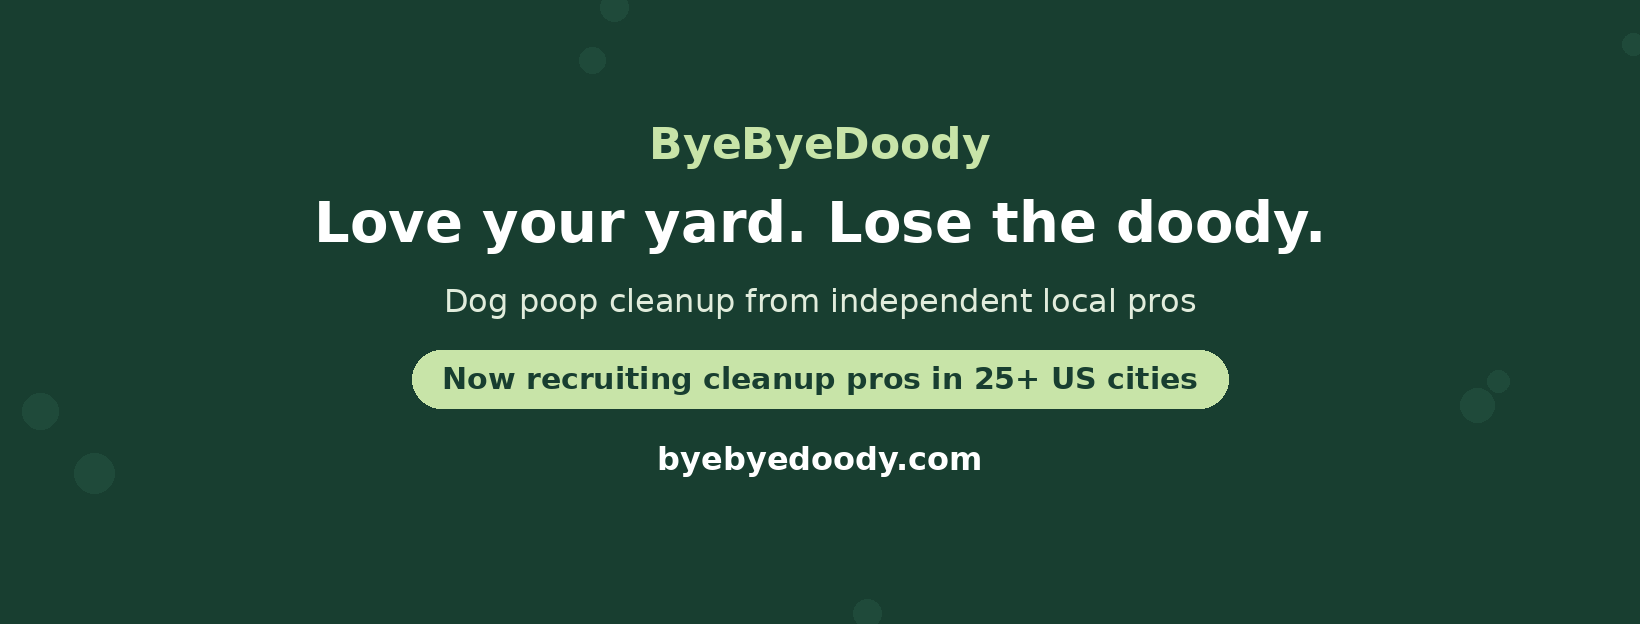 ByeByeDoody
Love your yard. Lose the doody.
Dog poop cleanup from independent local pros
Now recruiting cleanup pros in 25+ US cities
byebyedoody.com